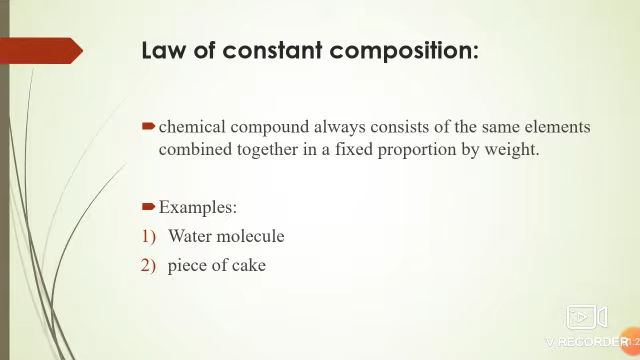 Law of constant composition:
chemical compound always consists of the same elements
combined together in a fixed proportion by weight.
Examples:
1) Water molecule
2) piece of cake
V RECORDER